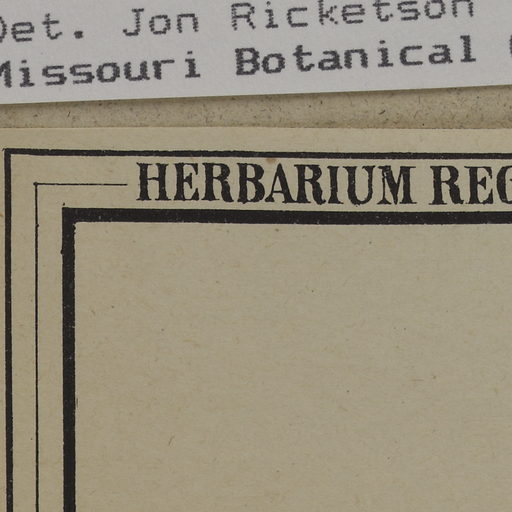 Det. Jon Ricketson
Missouri Botanical
HERBARIUM REG